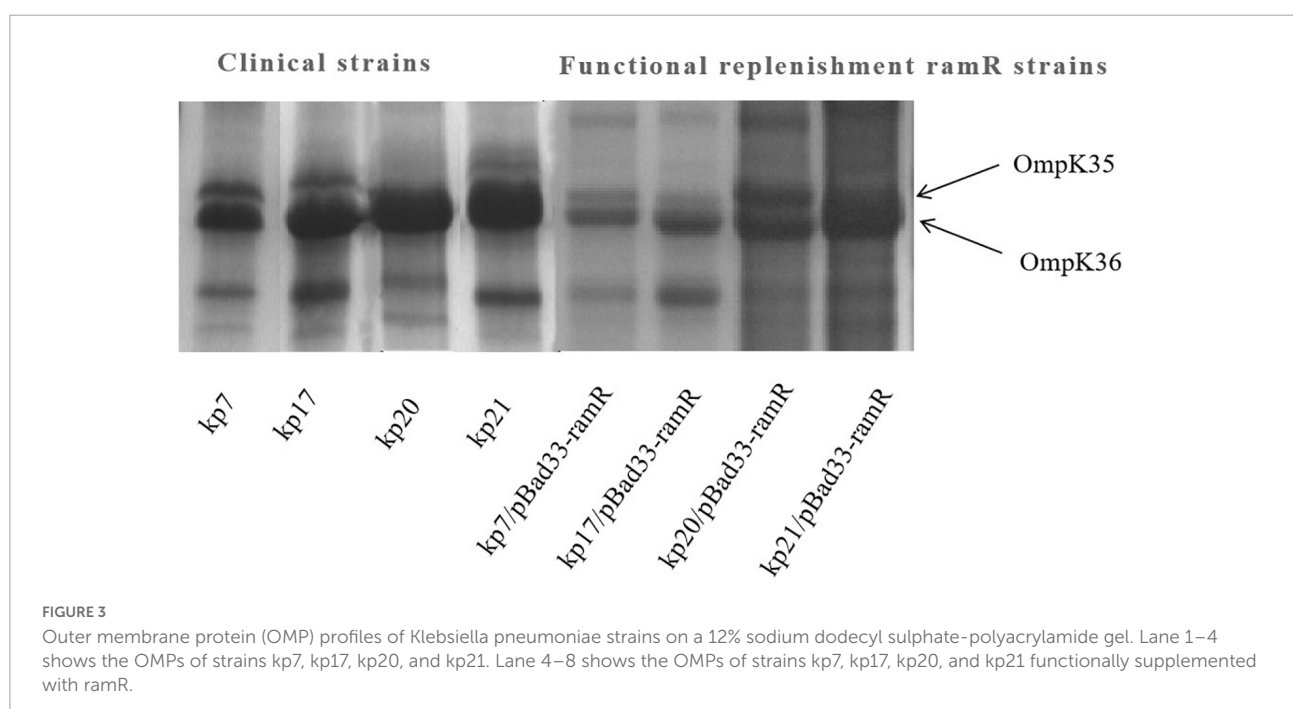 Clinical strains
Functional replenishment ramR strains
OmpK35
OmpK36
kp7
kp17
kp20
kp21
kp7/pBad33-ramR
kp17/pBad33-ramR
kp20/pBad33-ramR
kp21/pBad33-ramR
FIGURE 3
Outer membrane protein (OMP) profiles of Klebsiella pneumoniae strains on a 12% sodium dodecyl sulphate-polyacrylamide gel. Lane 1–4
shows the OMPs of strains kp7, kp17, kp20, and kp21. Lane 4–8 shows the OMPs of strains kp7, kp17, kp20, and kp21 functionally supplemented
with ramR.